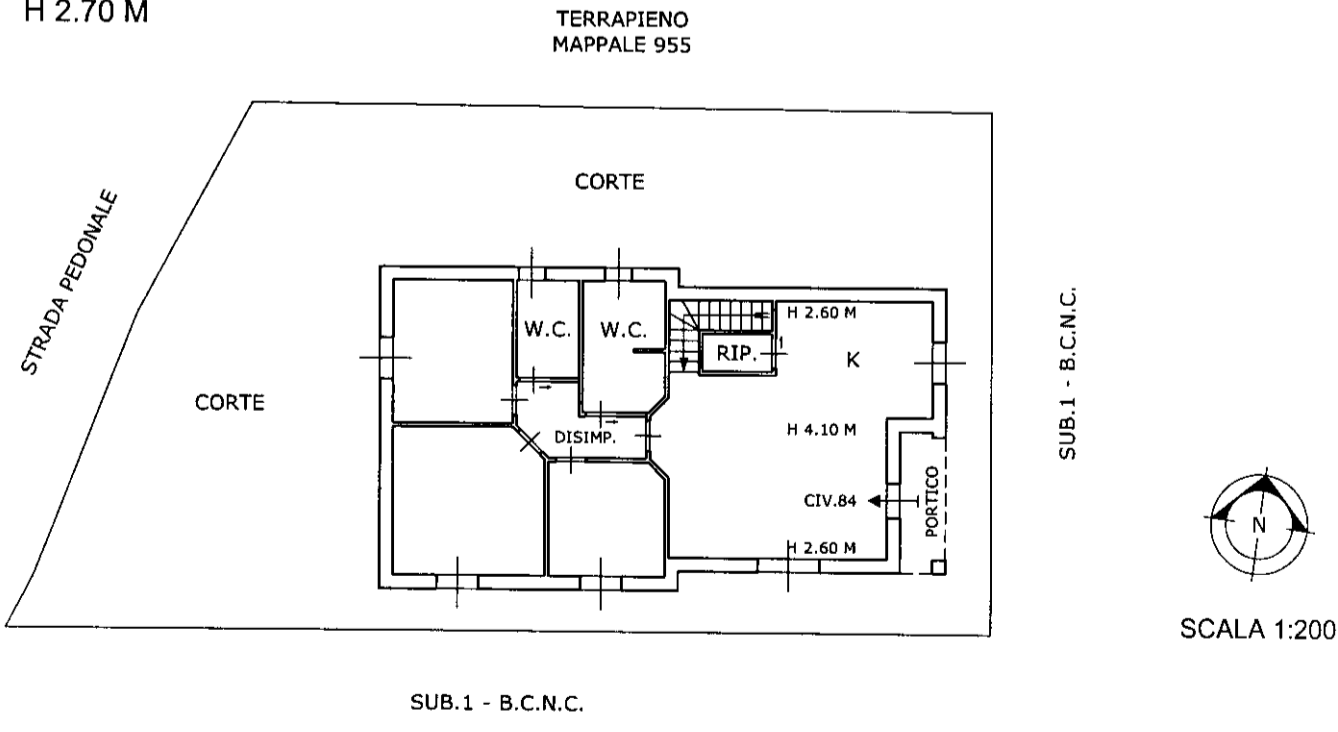 H 2.70 M
TERRAPIENO
MAPPALE 955
STRADA PEDONALE
CORTE
CORTE
W.C.
W.C.
RIP.
H 2.60 M
K
DISIMP.
H 4.10 M
CIV.84
PORTICO
H 2.60 M
SUB.1 - B.C.N.C.
N
SCALA 1:200
SUB.1 - B.C.N.C.